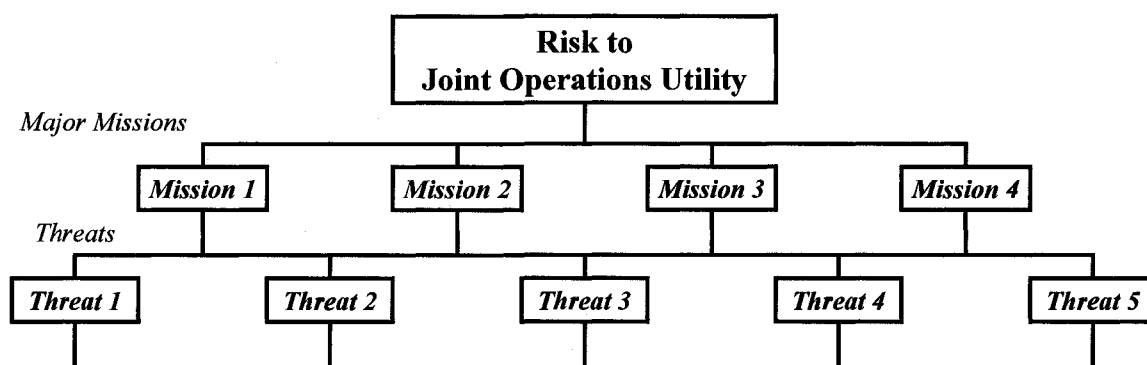 Risk to
Joint Operations Utility
Major Missions
Mission 1
Mission 2
Mission 3
Mission 4
Threats
Threat 1
Threat 2
Threat 3
Threat 4
Threat 5